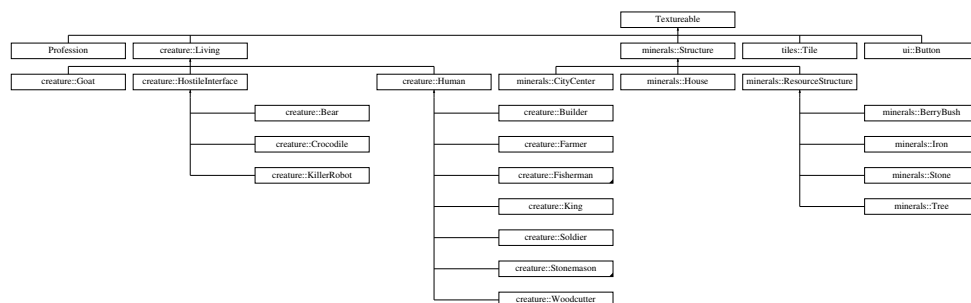 Textureable
Profession
creature::Living
minerals::Structure
tiles::Tile
ui::Button
creature::Goat
creature::HostileInterface
creature::Human
minerals::CityCenter
minerals::House
minerals::ResourceStructure
creature::Bear
creature::Builder
minerals::BerryBush
creature::Crocodile
creature::Farmer
minerals::Iron
creature::KillerRobot
creature::Fisherman
minerals::Stone
creature::King
minerals::Tree
creature::Soldier
creature::Stonemason
creature::Woodcutter